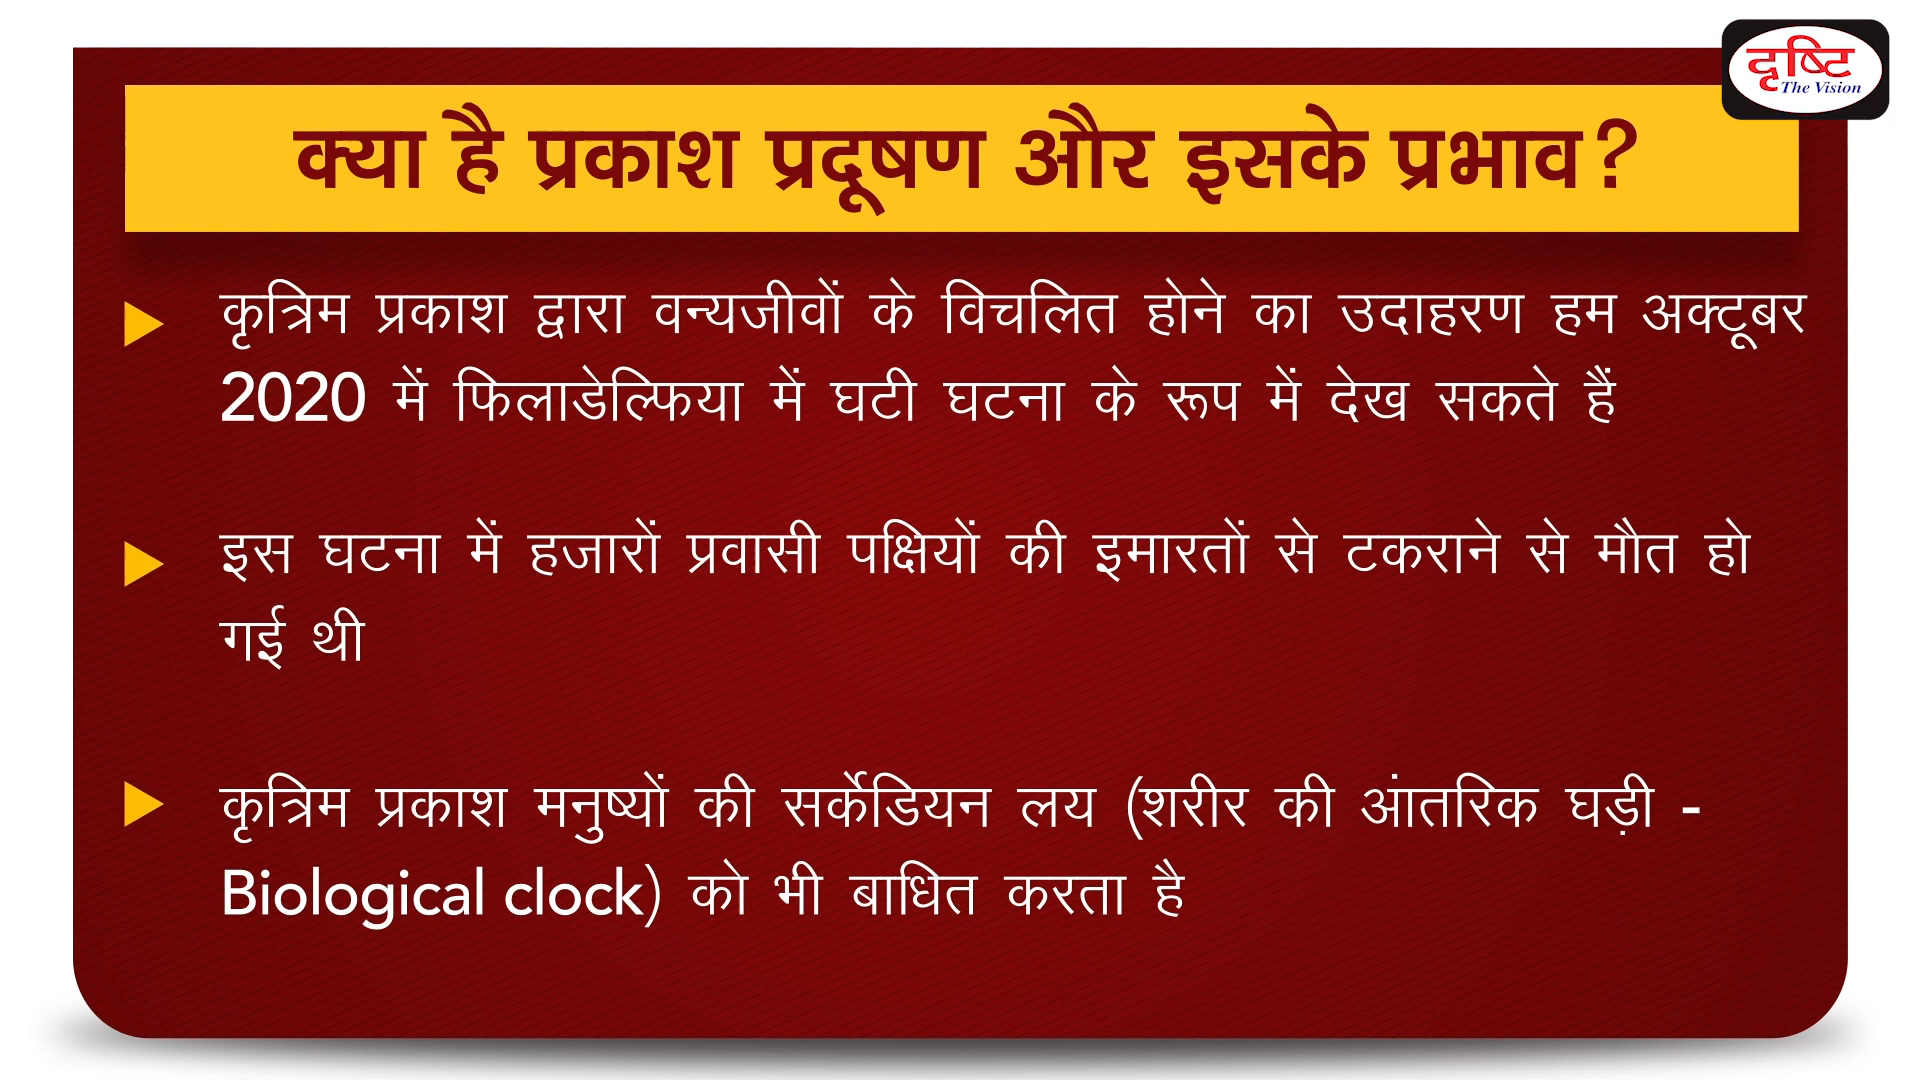 दृष्टि
The Vision
क्या है प्रकाश प्रदूषण और इसके प्रभाव?
कृत्रिम प्रकाश द्वारा वन्यजीवों के विचलित होने का उदाहरण हम अक्टूबर
2020 में फिलाडेल्फिया में घटी घटना के रूप में देख सकते हैं
इस घटना में हजारों प्रवासी पक्षियों की इमारतों से टकराने से मौत हो
गई थी
कृत्रिम प्रकाश मनुष्यों की सर्केडियन लय (शरीर की आंतरिक घड़ी -
Biological clock) को भी बाधित करता है